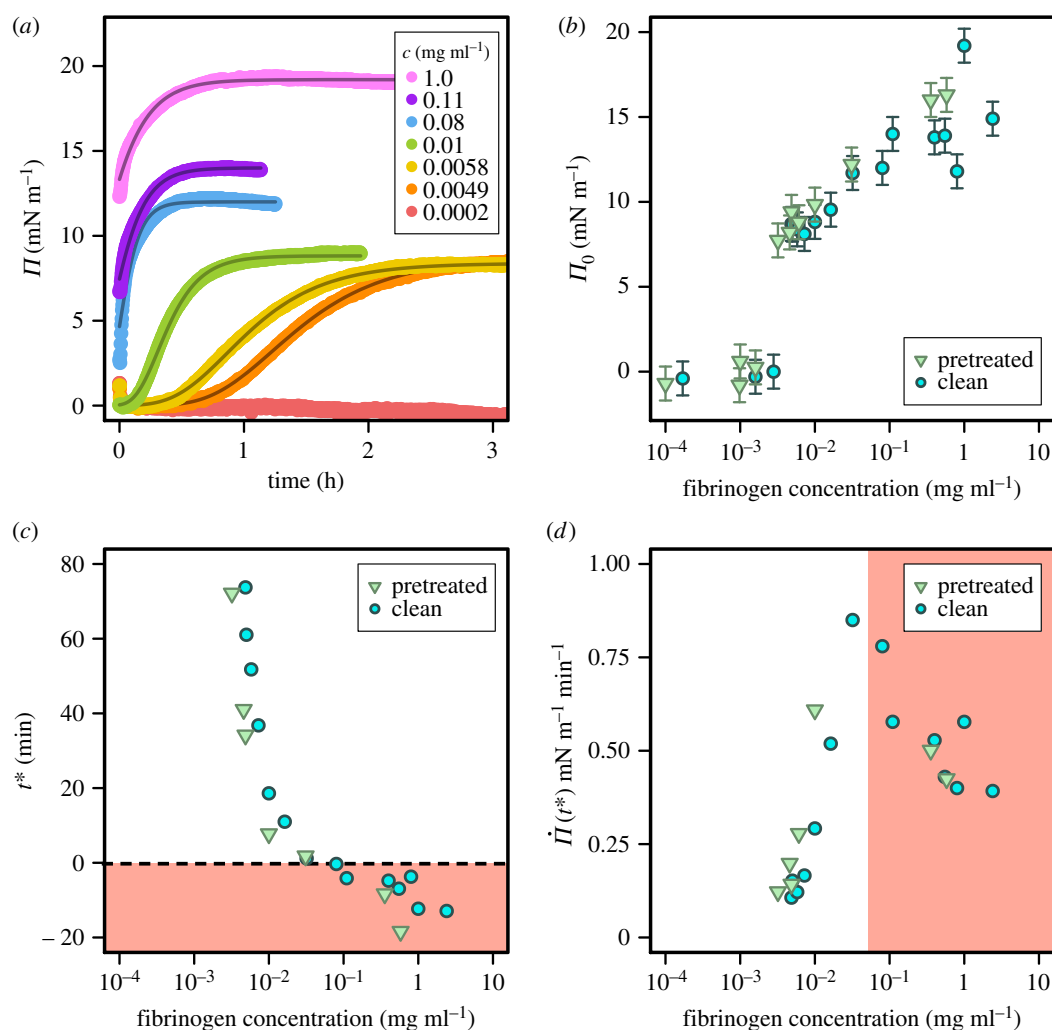 (a)
Π (mN m⁻¹)
20
15
10
5
0
0 1 2 3
time (h)
c (mg ml⁻¹)
1.0
0.11
0.08
0.01
0.0058
0.0049
0.0002
(b)
Π₀ (mN m⁻¹)
20
15
10
5
0
10⁻⁴ 10⁻³ 10⁻² 10⁻¹ 1 10
fibrinogen concentration (mg ml⁻¹)
pretreated
clean
(c)
t* (min)
80
60
40
20
0
– 20
10⁻⁴ 10⁻³ 10⁻² 10⁻¹ 1 10
fibrinogen concentration (mg ml⁻¹)
pretreated
clean
(d)
Π̇ (t*) mN m⁻¹ min⁻¹
1.00
0.75
0.50
0.25
0
10⁻⁴ 10⁻³ 10⁻² 10⁻¹ 1 10
fibrinogen concentration (mg ml⁻¹)
pretreated
clean